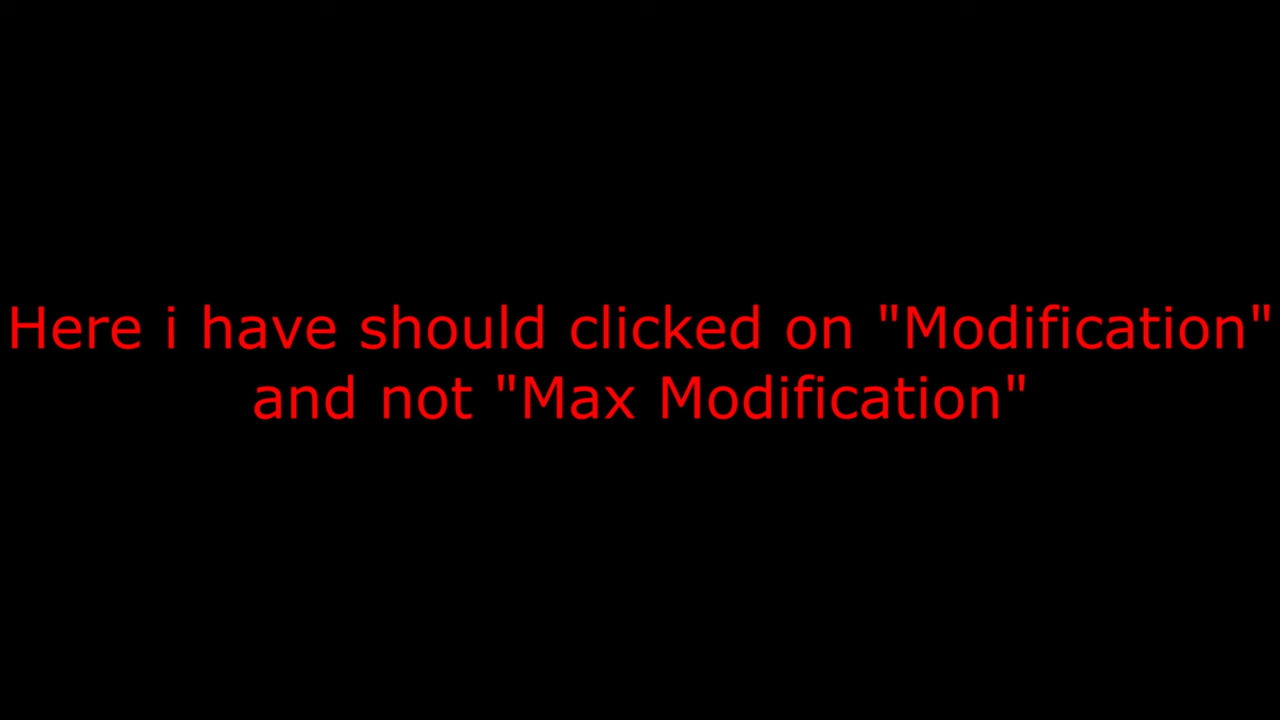 Here i have should clicked on "Modification"
and not "Max Modification"